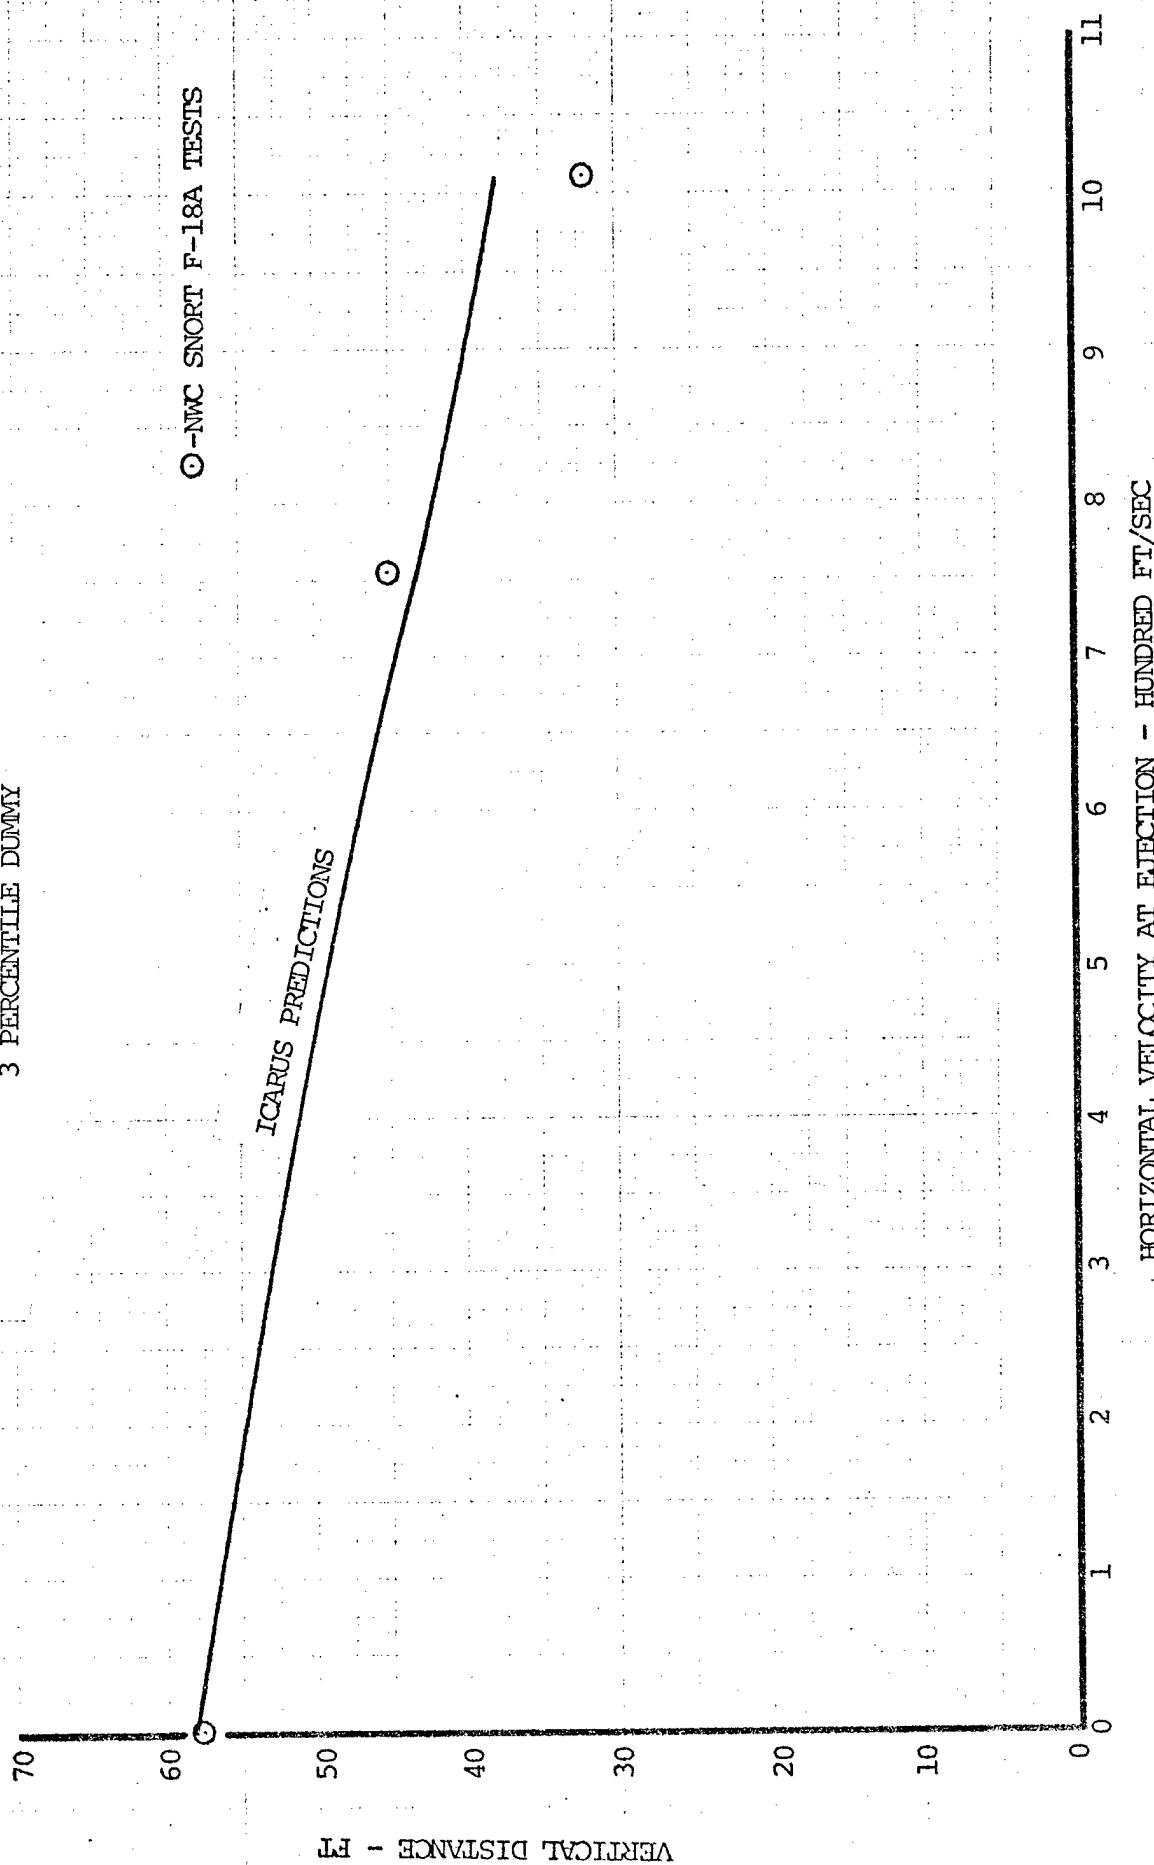 3 PERCENTILE DUMMY
⊙-NWC SNORT F-18A TESTS
ICARUS PREDICTIONS
VERTICAL DISTANCE - FT
70
60
50
40
30
20
10
0
0 1 2 3 4 5 6 7 8 9 10 11
HORIZONTAL VELOCITY AT EJECTION - HUNDRED FT/SEC